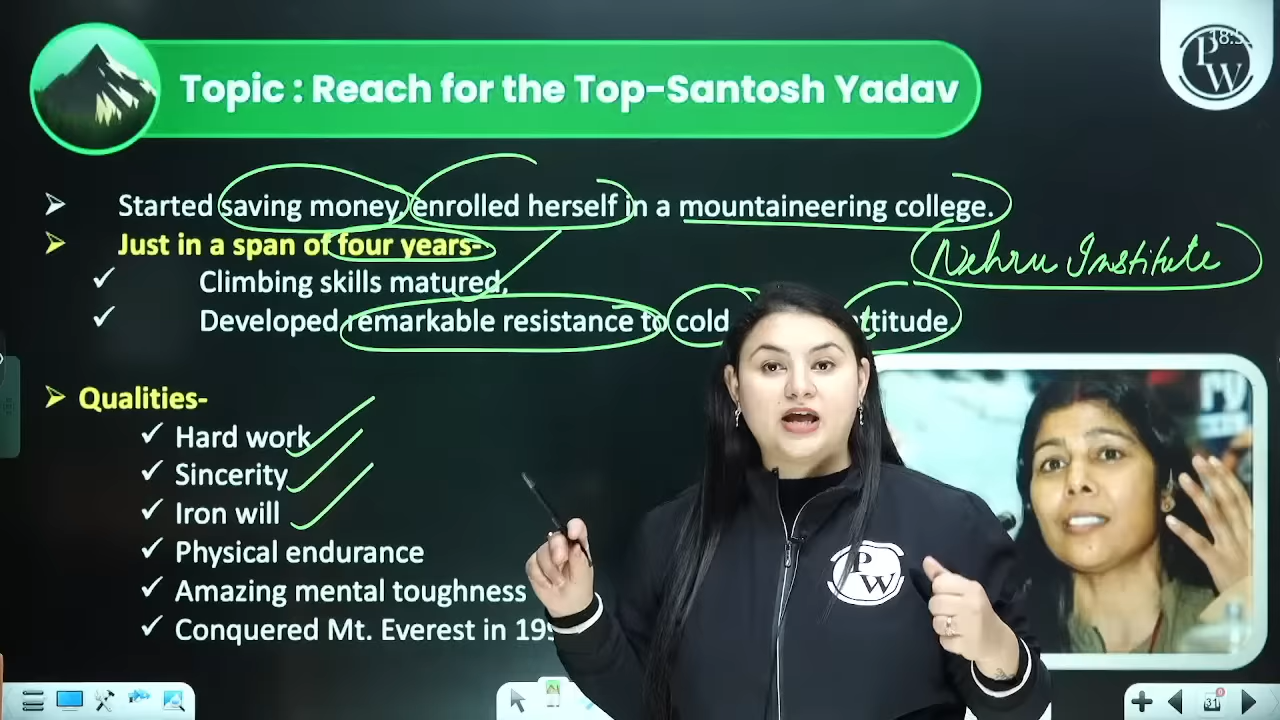 Topic : Reach for the Top-Santosh Yadav
PW
Started saving money, enrolled herself in a mountaineering college.
Just in a span of four years-
Nehru Institute
Climbing skills matured,
Developed remarkable resistance to cold
Qualities-
Hard work
Sincerity
Iron will
Physical endurance
Amazing mental toughness
Conquered Mt. Everest in
PW